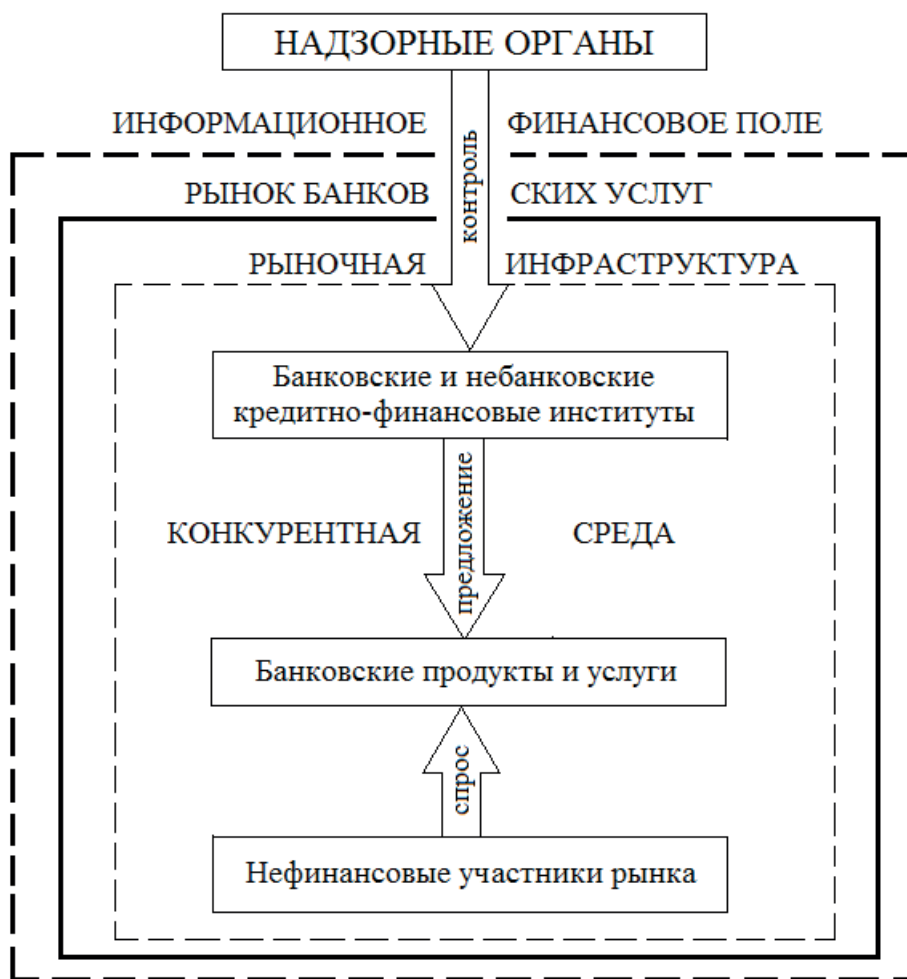 НАДЗОРНЫЕ ОРГАНЫ
ИНФОРМАЦИОННОЕ ФИНАНСОВОЕ ПОЛЕ
контроль
РЫНОК БАНКОВ СКИХ УСЛУГ
РЫНОЧНАЯ ИНФРАСТРУКТУРА
Банковские и небанковские
кредитно-финансовые институты
предложение
КОНКУРЕНТНАЯ СРЕДА
Банковские продукты и услуги
спрос
Нефинансовые участники рынка